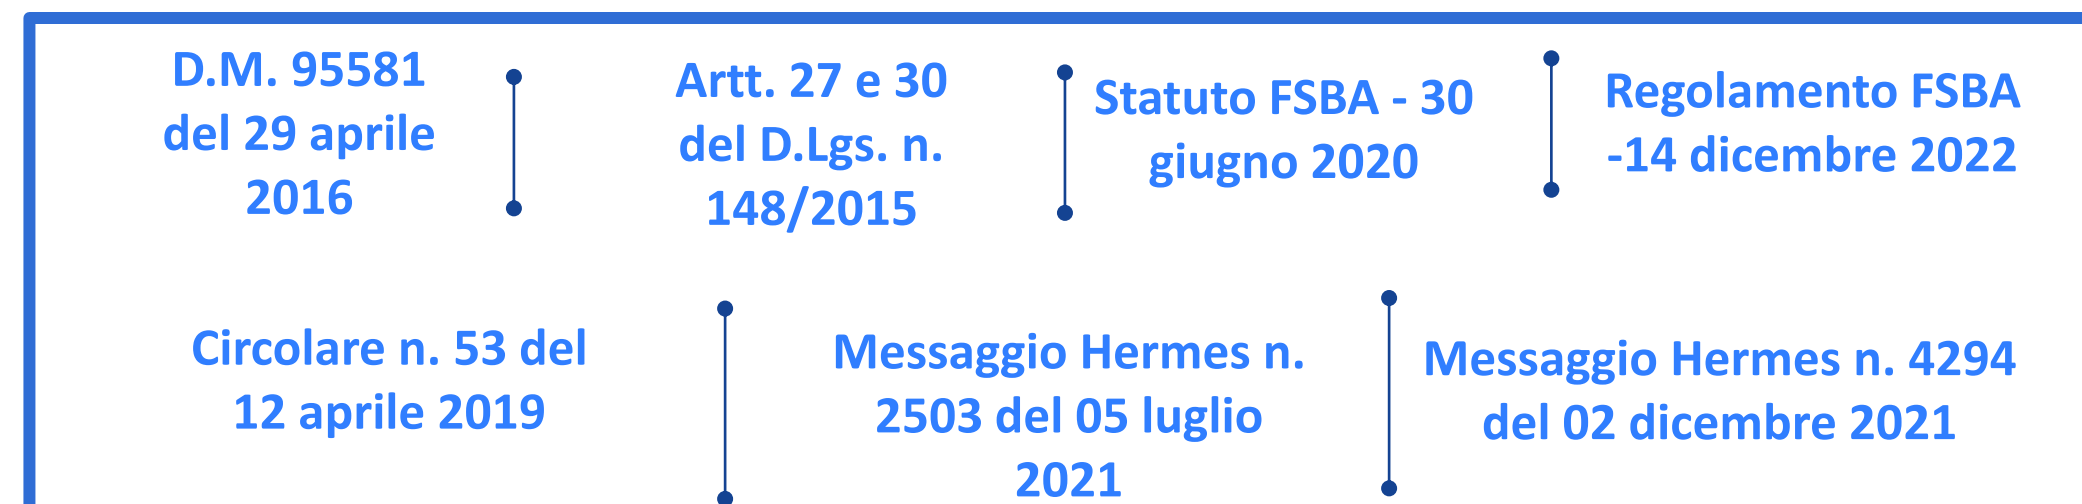 D.M. 95581
del 29 aprile
2016
Artt. 27 e 30
del D.Lgs. n.
148/2015
Statuto FSBA - 30
giugno 2020
Regolamento FSBA
-14 dicembre 2022
Circolare n. 53 del
12 aprile 2019
Messaggio Hermes n.
2503 del 05 luglio
2021
Messaggio Hermes n. 4294
del 02 dicembre 2021